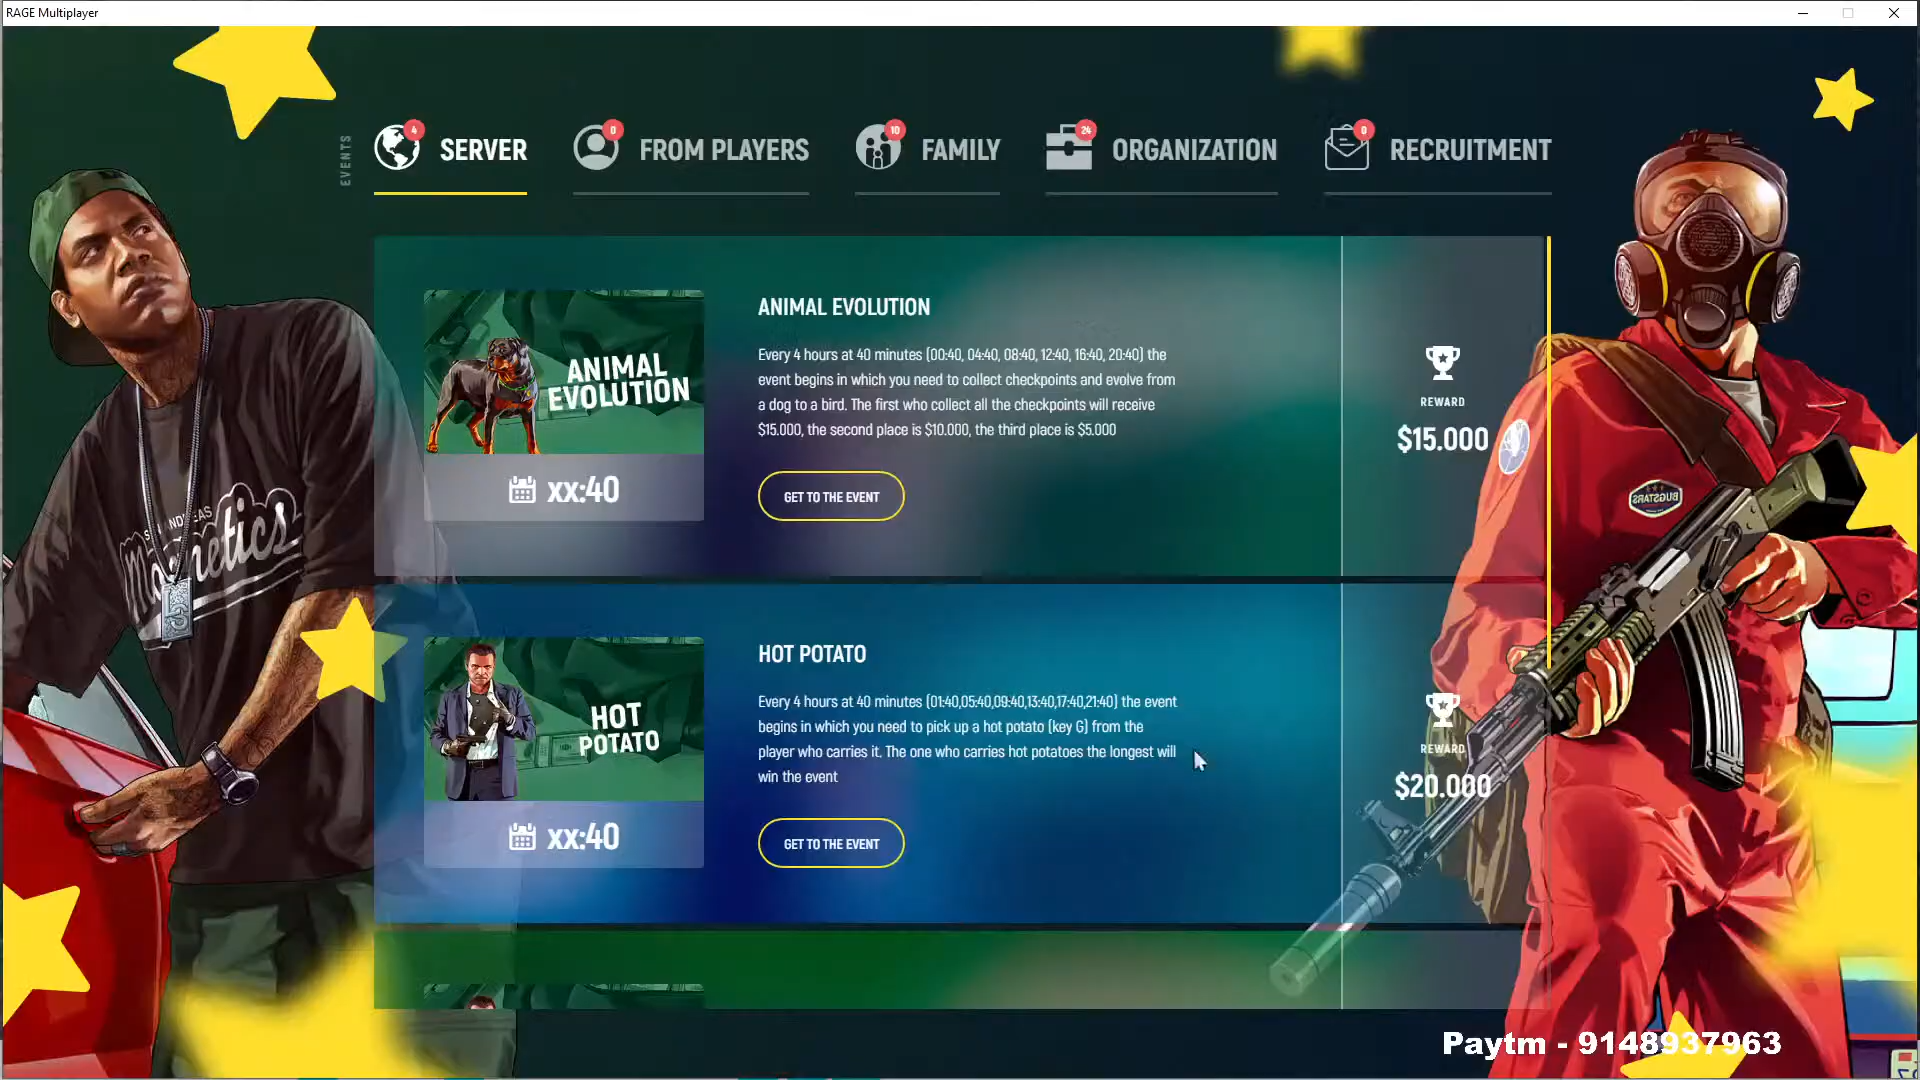 RAGE Multiplayer
EVENTS
4
SERVER
0
FROM PLAYERS
10
FAMILY
24
ORGANIZATION
0
RECRUITMENT
ANIMAL
EVOLUTION
xx:40
ANIMAL EVOLUTION
Every 4 hours at 40 minutes (00:40, 04:40, 08:40, 12:40, 16:40, 20:40) the
event begins in which you need to collect checkpoints and evolve from
a dog to a bird. The first who collect all the checkpoints will receive
$15.000, the second place is $10.000, the third place is $5.000
GET TO THE EVENT
REWARD
$15.000
HOT
POTATO
xx:40
HOT POTATO
Every 4 hours at 40 minutes (01:40,05:40,09:40,13:40,17:40,21:40) the event
begins in which you need to pick up a hot potato (key G) from the
player who carries it. The one who carries hot potatoes the longest will
win the event
GET TO THE EVENT
REWARD
$20.000
BUGSTARS
Paytm - 9148937963